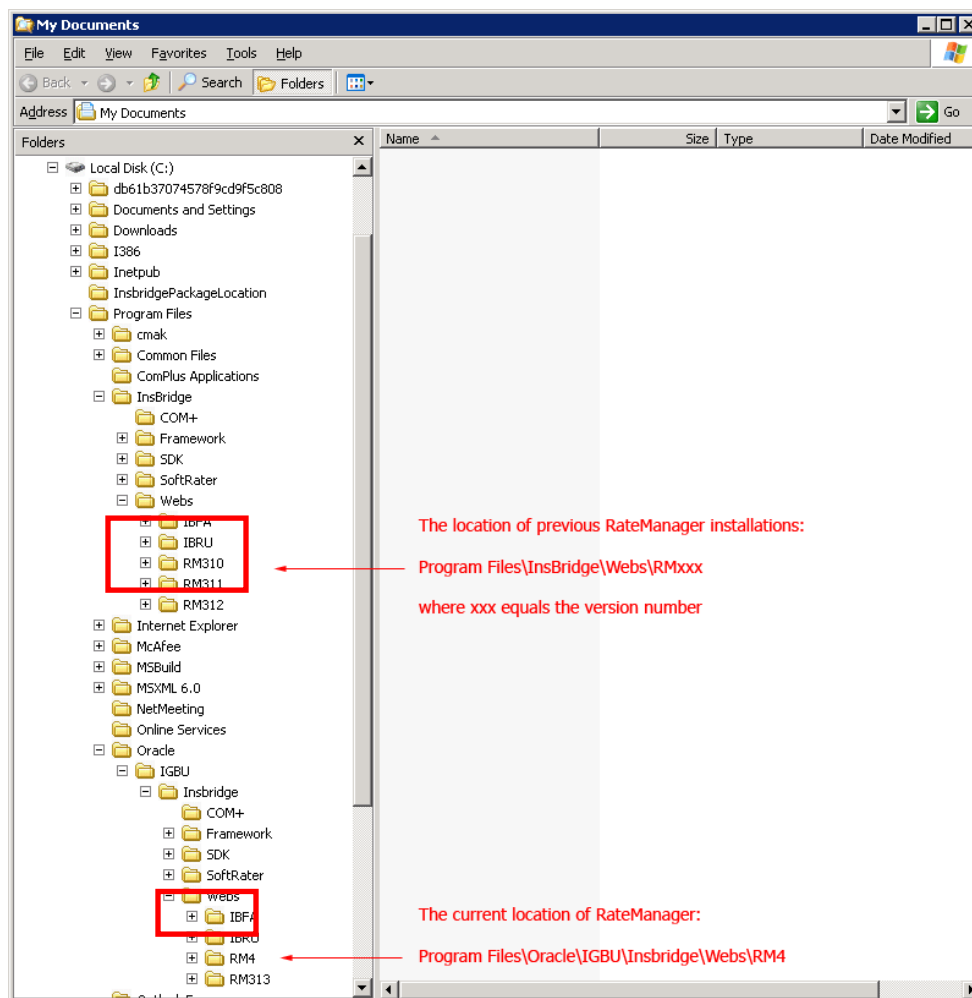 My Documents
File Edit View Favorites Tools Help
Back Search Folders
Address My Documents Go
Folders x Name Size Type Date Modified
Local Disk (C:)
db61b37074578f9cd9f5c808
Documents and Settings
Downloads
I386
Inetpub
InsbridgePackageLocation
Program Files
cmak
Common Files
ComPlus Applications
InsBridge
COM+
Framework
SDK
SoftRater
Webs
IBFA
The location of previous RateManager installations:
IBRU
RM310
Program Files\InsBridge\Webs\RMxxx
RM311
RM312
where xxx equals the version number
Internet Explorer
McAfee
MSBuild
MSXML 6.0
NetMeeting
Online Services
Oracle
IGBU
Insbridge
COM+
Framework
SDK
SoftRater
Webs
IBFA
The current location of RateManager:
IBRU
RM4
Program Files\Oracle\IGBU\Insbridge\Webs\RM4
RM313